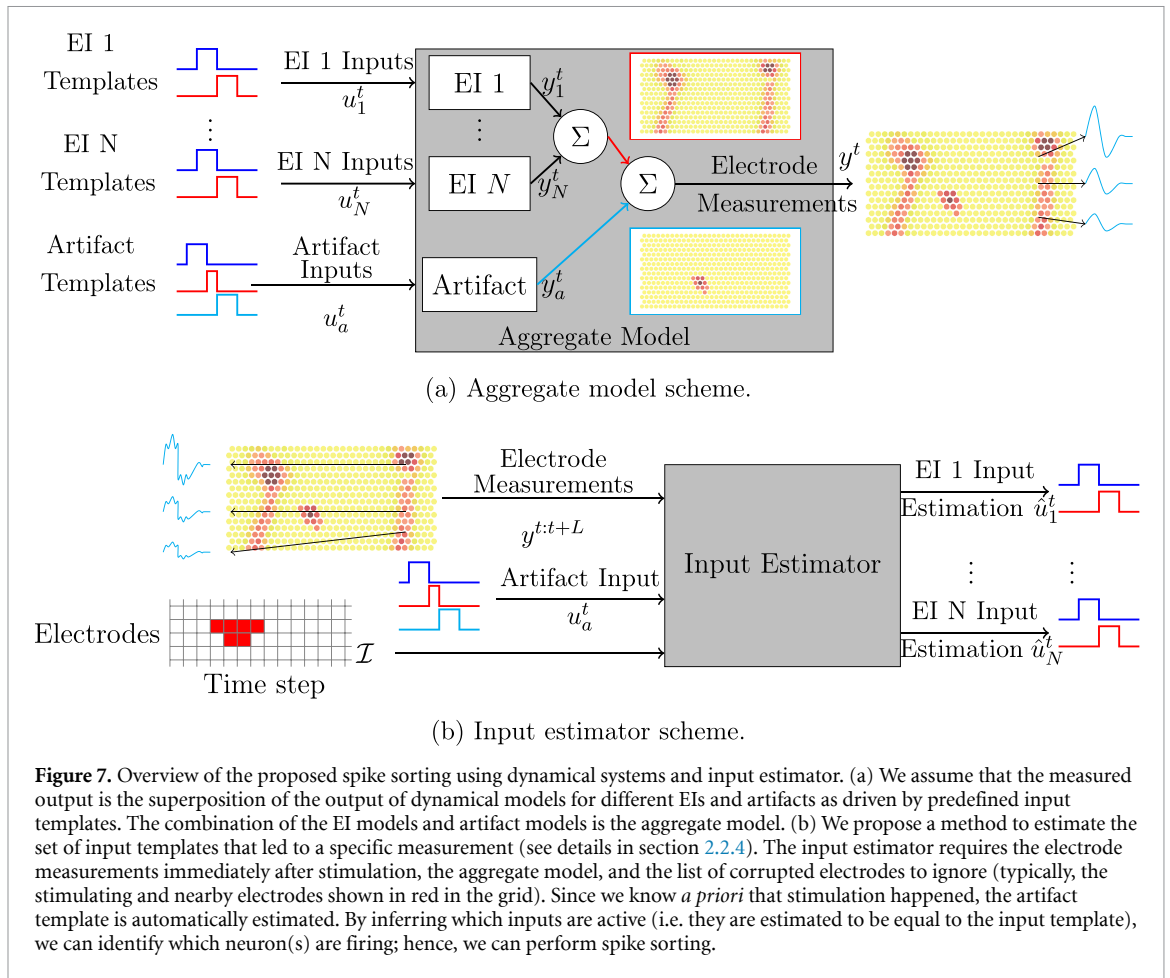 EI 1
Templates
⋮
EI N
Templates
Artifact
Templates
EI 1 Inputs
u_1^t
EI N Inputs
u_N^t
Artifact
Inputs
u_a^t
EI 1
⋮
EI N
Artifact
y_1^t
y_N^t
y_a^t
Σ
Σ
Electrode
Measurements
y^t
Aggregate Model
(a) Aggregate model scheme.
Electrode
Measurements
y^{t:t+L}
Artifact Input
u_a^t
Electrodes
Time step
ℐ
Input Estimator
EI 1 Input
Estimation û_1^t
⋮ ⋮
EI N Input
Estimation û_N^t
(b) Input estimator scheme.
Figure 7. Overview of the proposed spike sorting using dynamical systems and input estimator. (a) We assume that the measured
output is the superposition of the output of dynamical models for different EIs and artifacts as driven by predefined input
templates. The combination of the EI models and artifact models is the aggregate model. (b) We propose a method to estimate the
set of input templates that led to a specific measurement (see details in section 2.2.4). The input estimator requires the electrode
measurements immediately after stimulation, the aggregate model, and the list of corrupted electrodes to ignore (typically, the
stimulating and nearby electrodes shown in red in the grid). Since we know a priori that stimulation happened, the artifact
template is automatically estimated. By inferring which inputs are active (i.e. they are estimated to be equal to the input template),
we can identify which neuron(s) are firing; hence, we can perform spike sorting.